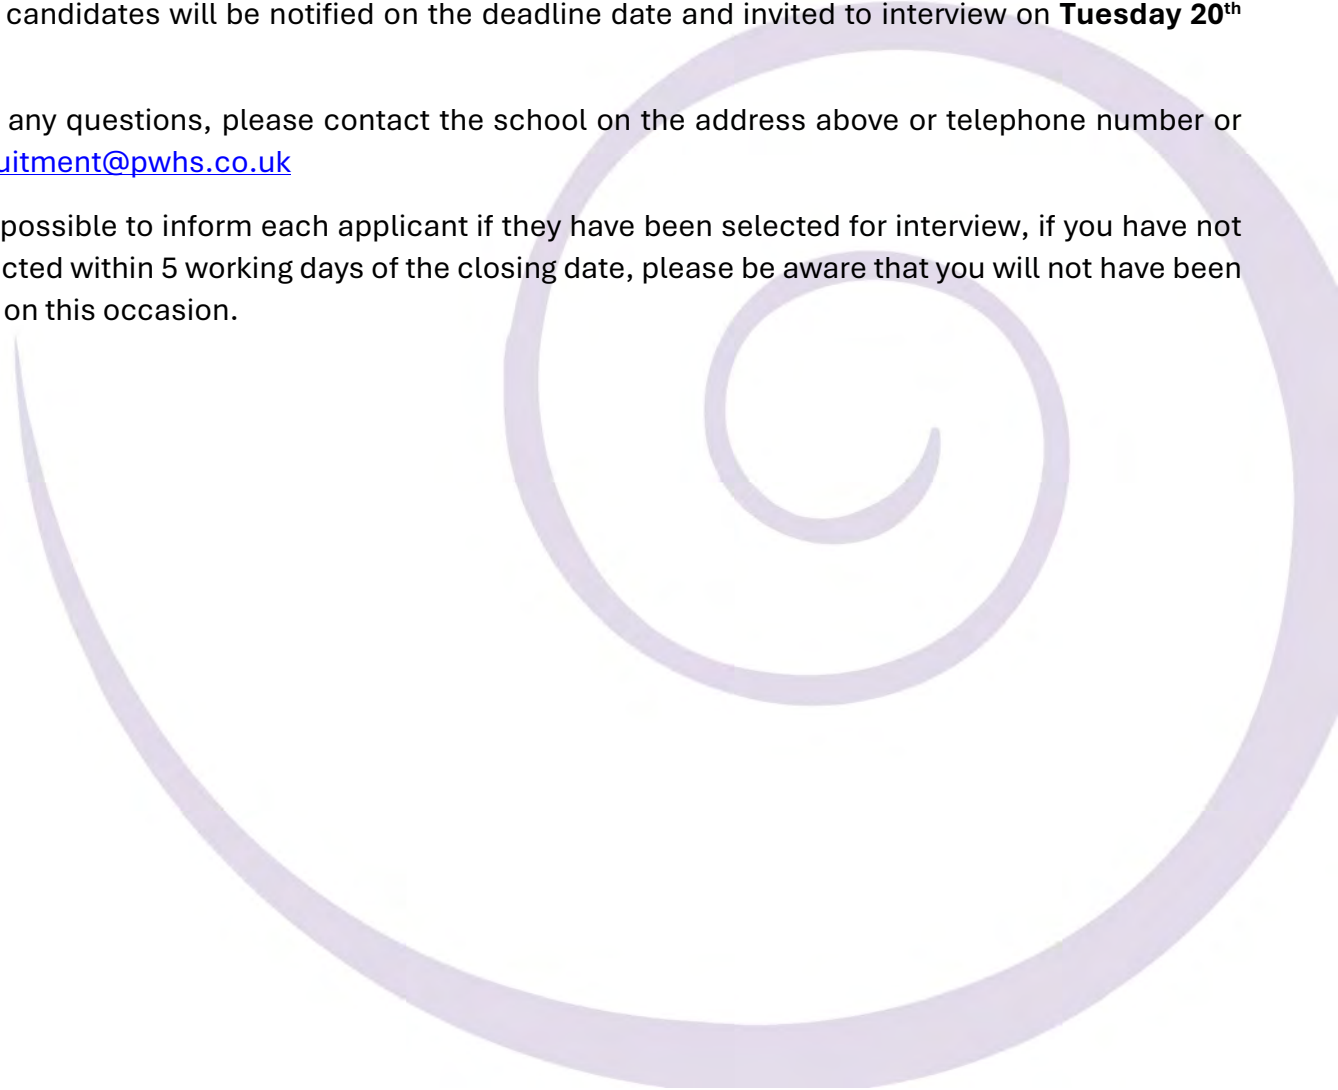 candidates will be notified on the deadline date and invited to interview on Tuesday 20th
any questions, please contact the school on the address above or telephone number or
uitment@pwhs.co.uk
possible to inform each applicant if they have been selected for interview, if you have not
cted within 5 working days of the closing date, please be aware that you will not have been
on this occasion.